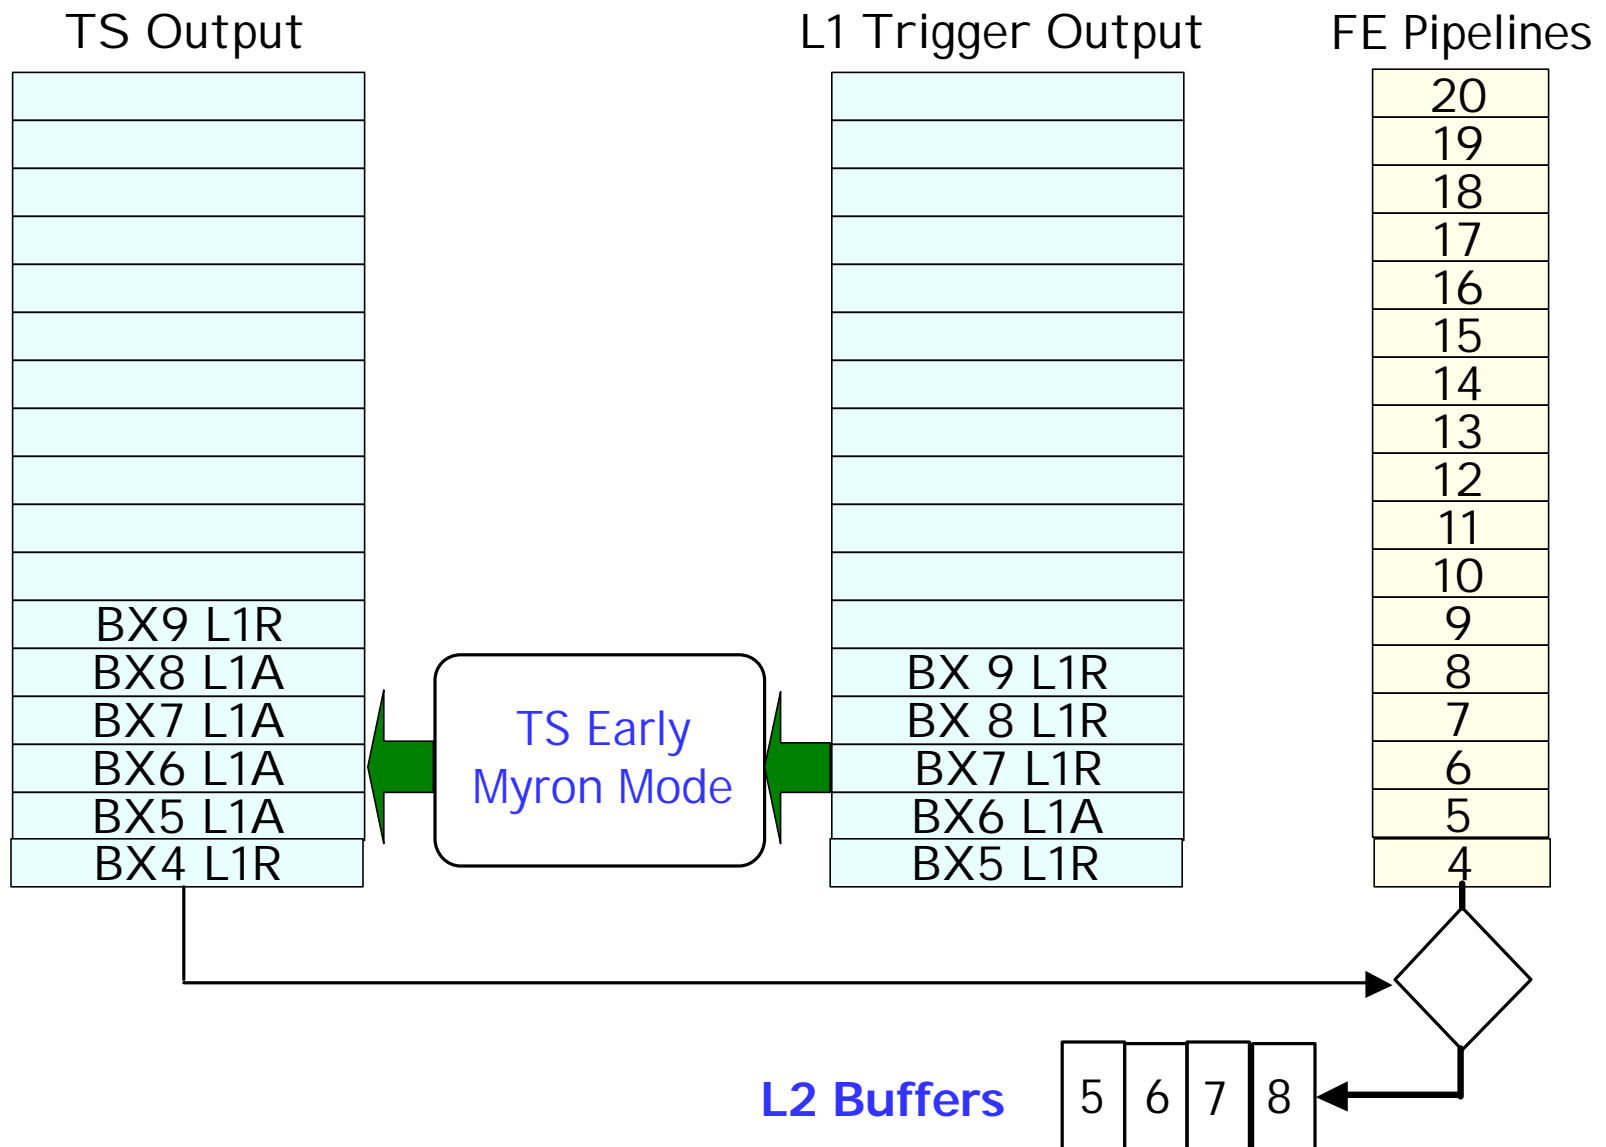 TS Output
L1 Trigger Output
FE Pipelines
20
19
18
17
16
15
14
13
12
11
10
BX9 L1R
9
BX8 L1A
BX 9 L1R
8
BX7 L1A
BX 8 L1R
7
TS Early
Myron Mode
BX6 L1A
BX7 L1R
6
BX5 L1A
BX6 L1A
5
BX4 L1R
BX5 L1R
4
L2 Buffers
5 6 7 8